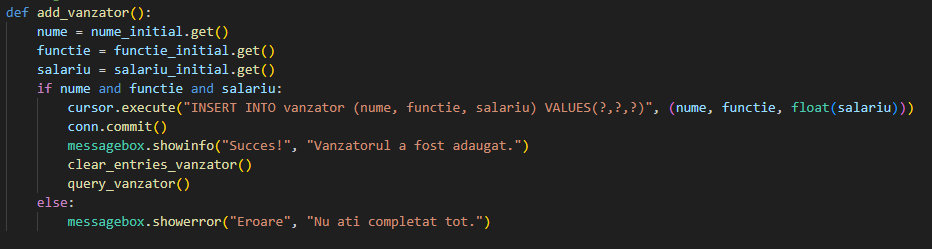 def add_vanzator():
    nume = nume_initial.get()
    functie = functie_initial.get()
    salariu = salariu_initial.get()
    if nume and functie and salariu:
        cursor.execute("INSERT INTO vanzator (nume, functie, salariu) VALUES(?,?,?)", (nume, functie, float(salariu)))
        conn.commit()
        messagebox.showinfo("Succes!", "Vanzatorul a fost adaugat.")
        clear_entries_vanzator()
        query_vanzator()
    else:
        messagebox.showerror("Eroare", "Nu ati completat tot.")